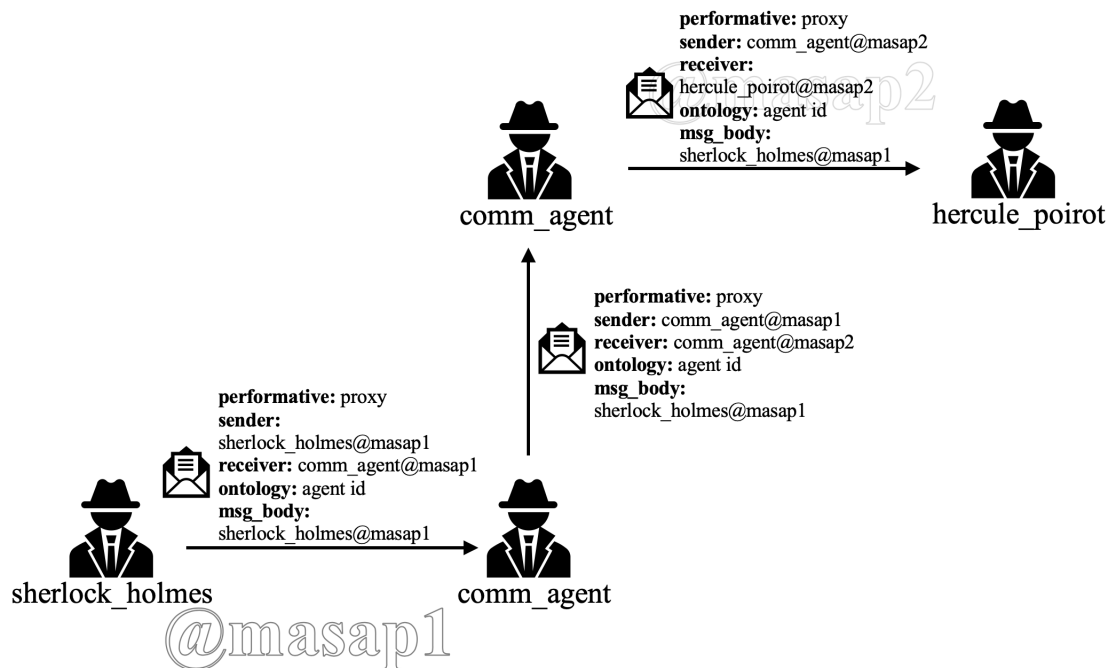 performative: proxy
sender: comm_agent@masap2
receiver:
hercule_poirot@masap2
ontology: agent id
msg_body:
sherlock_holmes@masap1
@masap2
comm_agent
hercule_poirot
performative: proxy
sender: comm_agent@masap1
receiver: comm_agent@masap2
ontology: agent id
msg_body:
sherlock_holmes@masap1
performative: proxy
sender:
sherlock_holmes@masap1
receiver: comm_agent@masap1
ontology: agent id
msg_body:
sherlock_holmes@masap1
sherlock_holmes
comm_agent
@masap1